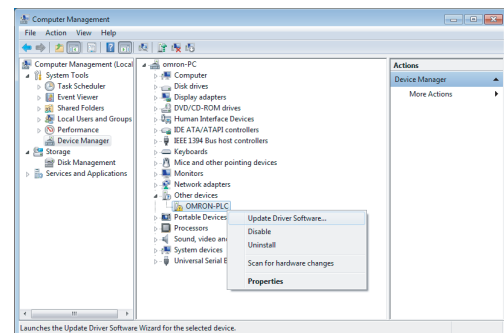 Computer Management
File Action View Help
Computer Management (Local
System Tools
Task Scheduler
Event Viewer
Shared Folders
Local Users and Groups
Performance
Device Manager
Storage
Disk Management
Services and Applications
omron-PC
Computer
Disk drives
Display adapters
DVD/CD-ROM drives
Human Interface Devices
IDE ATA/ATAPI controllers
IEEE 1394 Bus host controllers
Keyboards
Mice and other pointing devices
Monitors
Network adapters
Other devices
OMRON-PLC
Portable Devices
Processors
Sound, video an
System devices
Universal Serial B
Update Driver Software...
Disable
Uninstall
Scan for hardware changes
Properties
Actions
Device Manager
More Actions
Launches the Update Driver Software Wizard for the selected device.